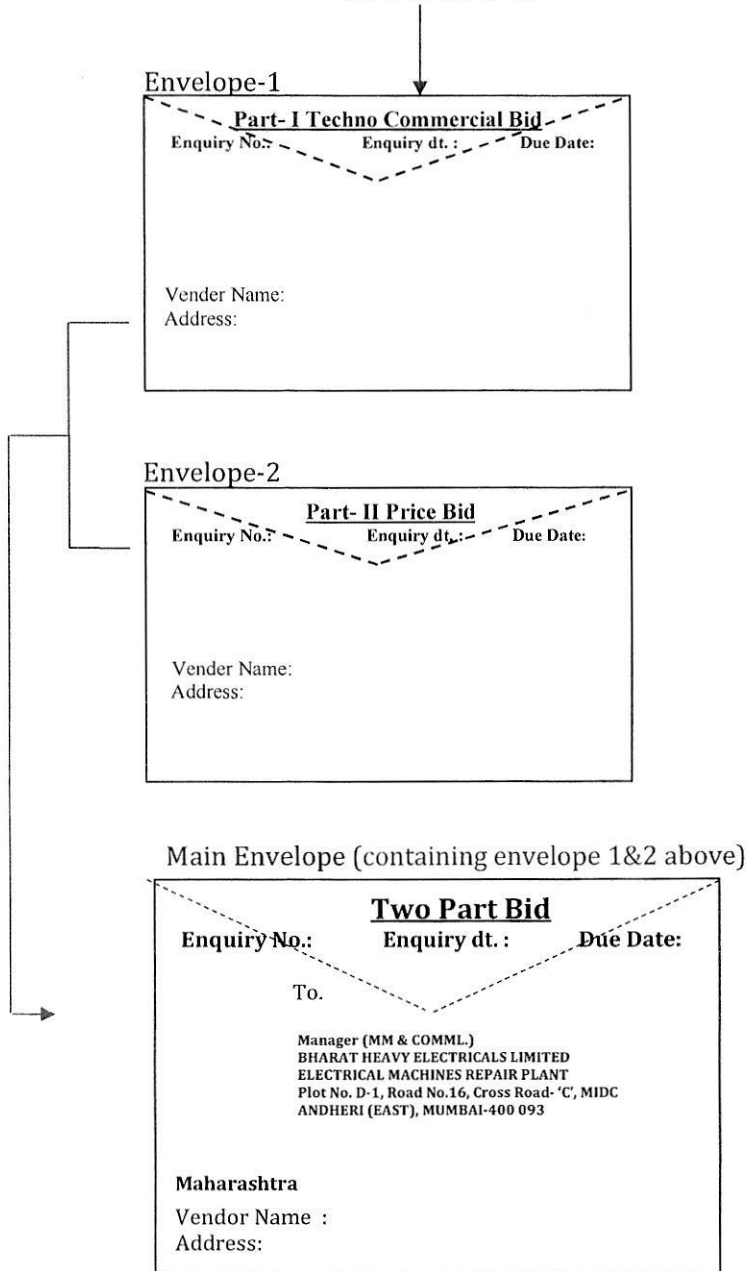 Envelope-1
Part- I Techno Commercial Bid
Enquiry No.: Enquiry dt. : Due Date:
Vender Name:
Address:
Envelope-2
Part- II Price Bid
Enquiry No.: Enquiry dt. : Due Date:
Vender Name:
Address:
Main Envelope (containing envelope 1&2 above)
Two Part Bid
Enquiry No.: Enquiry dt. : Due Date:
To.
Manager (MM & COMML.)
BHARAT HEAVY ELECTRICALS LIMITED
ELECTRICAL MACHINES REPAIR PLANT
Plot No. D-1, Road No.16, Cross Road- ‘C’, MIDC
ANDHERI (EAST), MUMBAI-400 093
Maharashtra
Vendor Name :
Address: